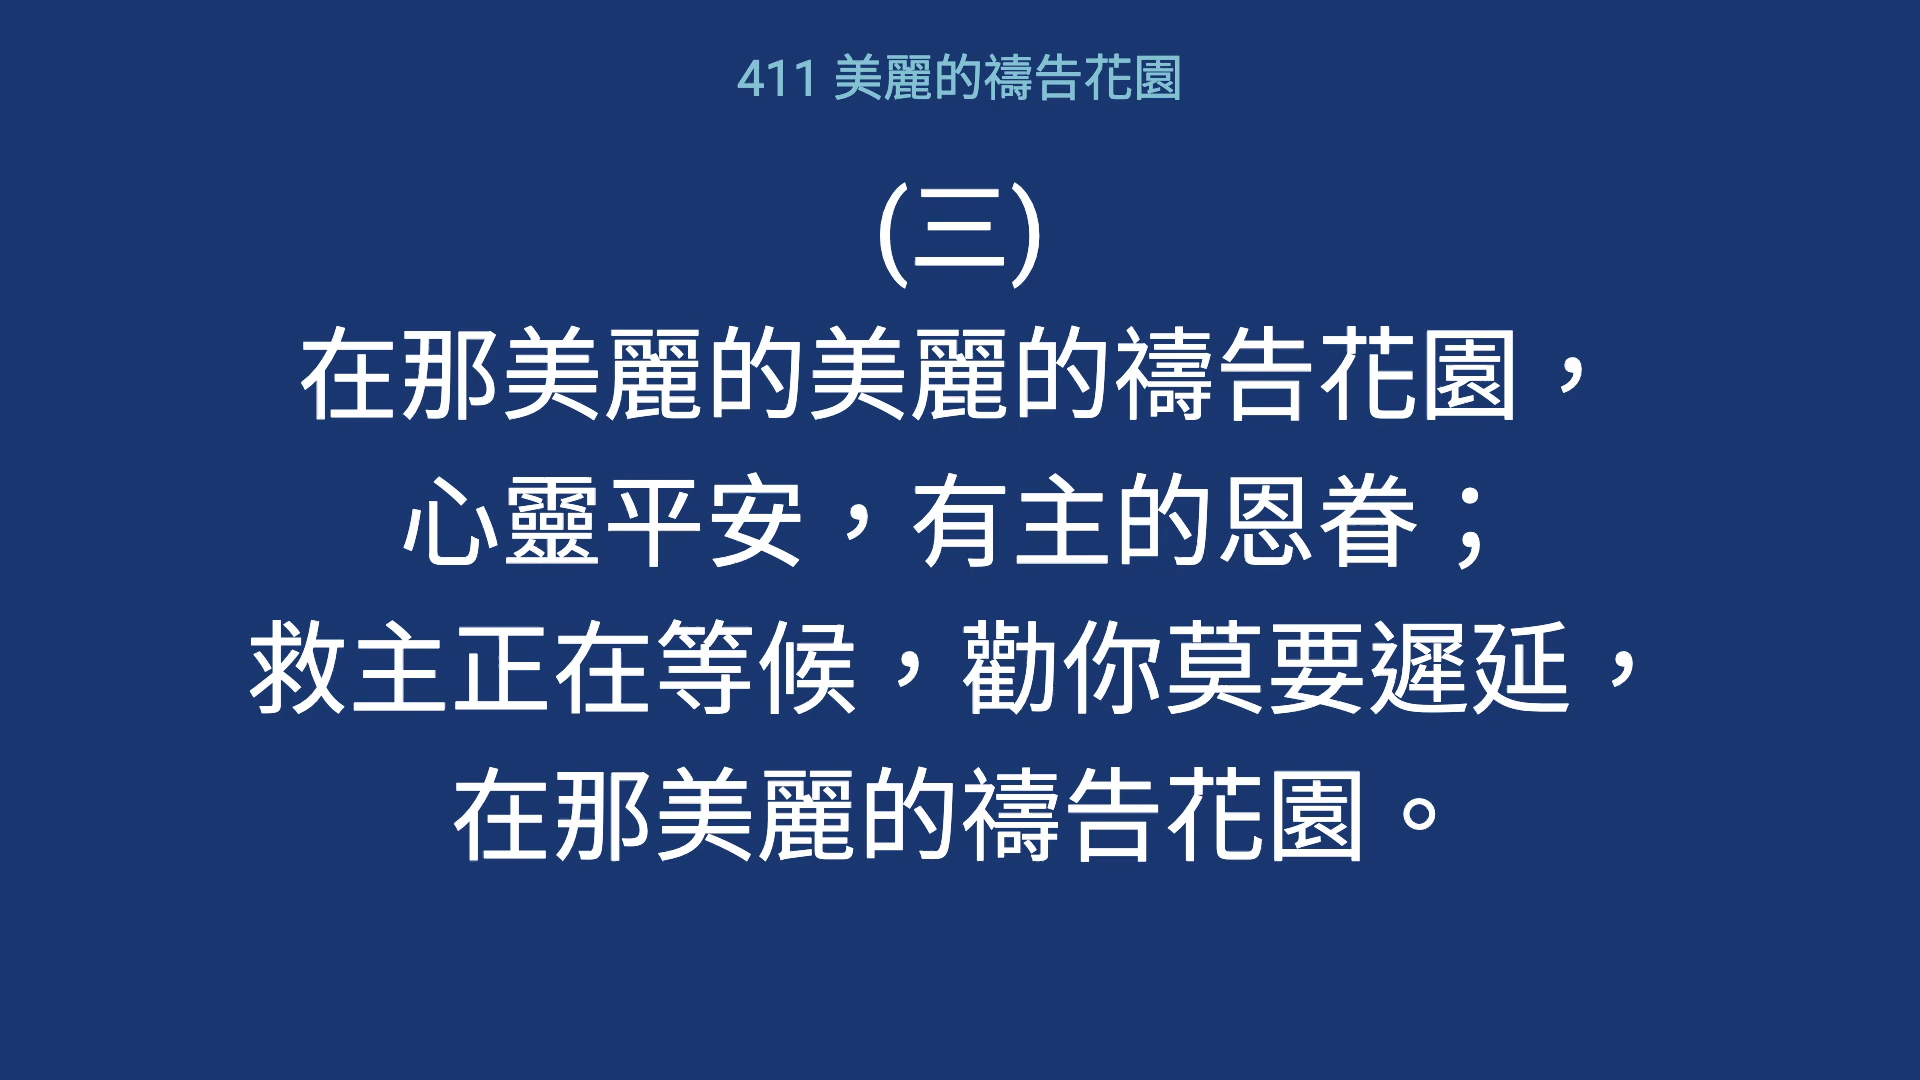 411 美麗的禱告花園
(三)
在那美麗的美麗的禱告花園，
心靈平安，有主的恩眷；
救主正在等候，勸你莫要遲延，
在那美麗的禱告花園。